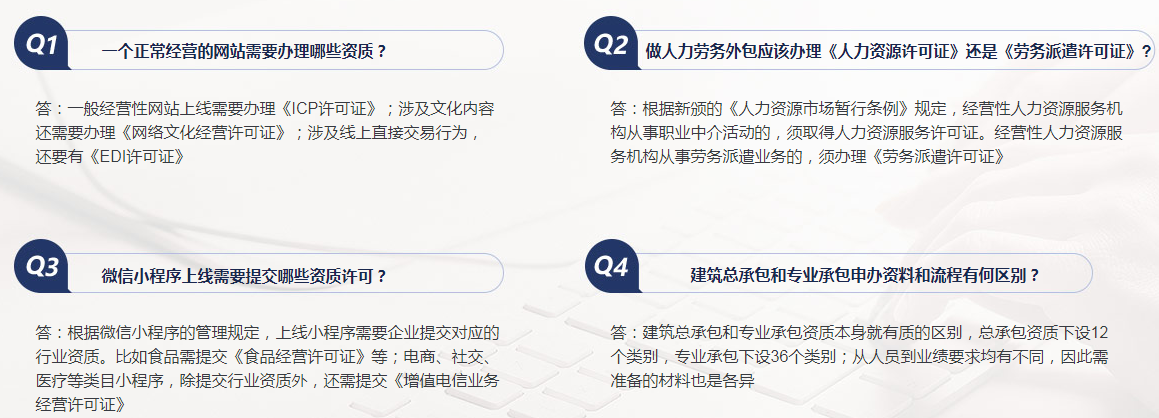 Q1
一个正常经营的网站需要办理哪些资质？
答：一般经营性网站上线需要办理《ICP许可证》；涉及文化内容
还需要办理《网络文化经营许可证》；涉及线上直接交易行为，
还要有《EDI许可证》
Q2
做人力劳务外包应该办理《人力资源许可证》还是《劳务派遣许可证》?
答：根据新颁的《人力资源市场暂行条例》规定，经营性人力资源服务机
构从事职业中介活动的，须取得人力资源服务许可证。经营性人力资源服
务机构从事劳务派遣业务的，须办理《劳务派遣许可证》
Q3
微信小程序上线需要提交哪些资质许可？
答：根据微信小程序的管理规定，上线小程序需要企业提交对应的
行业资质。比如食品需提交《食品经营许可证》等；电商、社交、
医疗等类目小程序，除提交行业资质外，还需提交《增值电信业务
经营许可证》
Q4
建筑总承包和专业承包申办资料和流程有何区别？
答：建筑总承包和专业承包资质本身就有质的区别，总承包资质下设12
个类别，专业承包下设36个类别；从人员到业绩要求均有不同，因此需
准备的材料也是各异